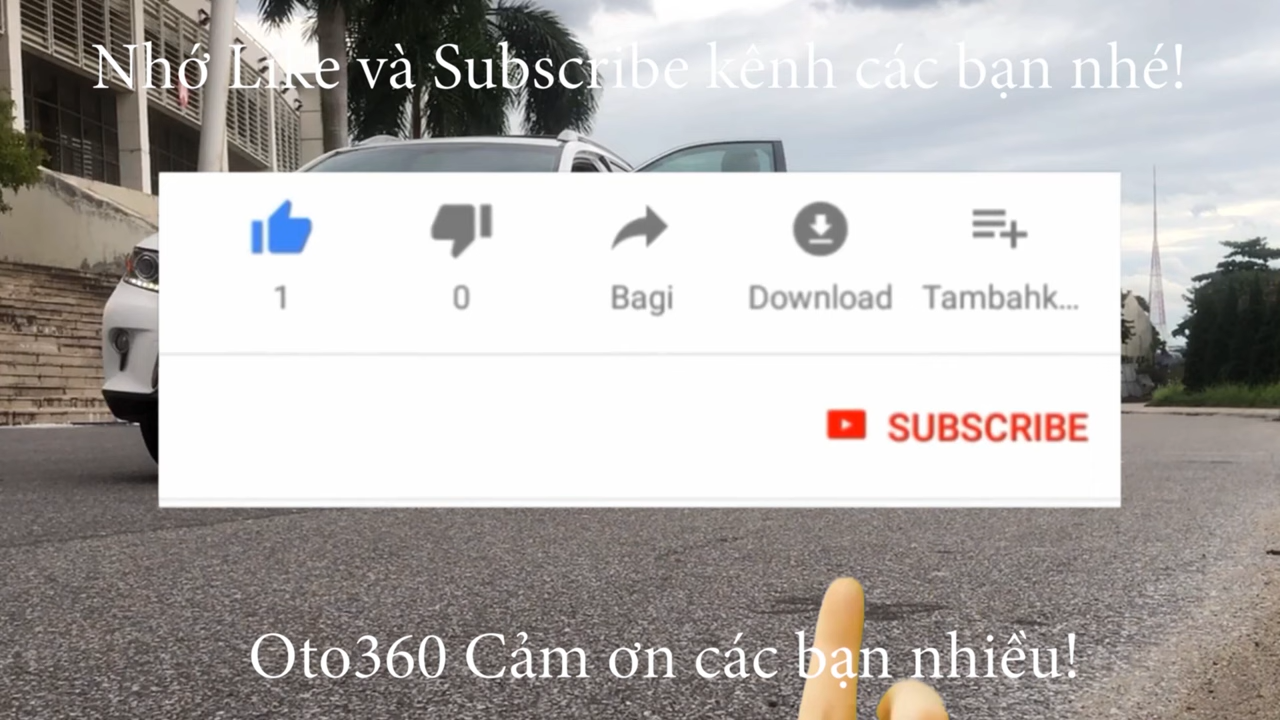 Nhớ Like và Subscribe kênh các bạn nhé!
1 0 Bagi Download Tambahk...
SUBSCRIBE
Oto360 Cảm ơn các bạn nhiều!